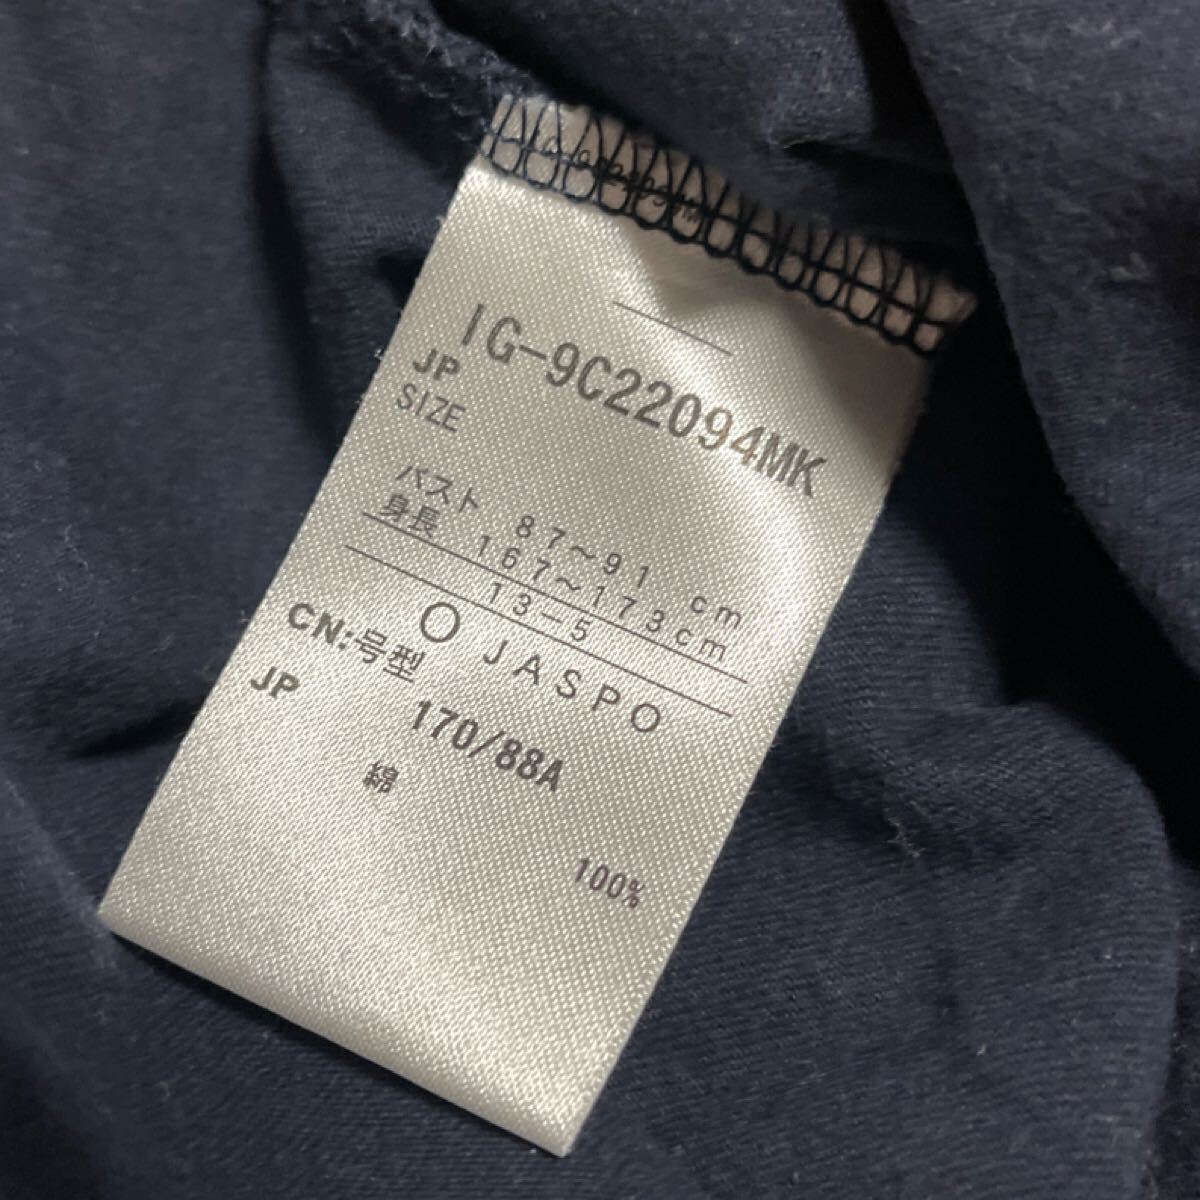 IG-9C22094MK
JP
SIZE
バスト 87~91 cm
身長 167~173cm
13-5
O JASPO
CN:号型 170/88A
JP
綿 100%